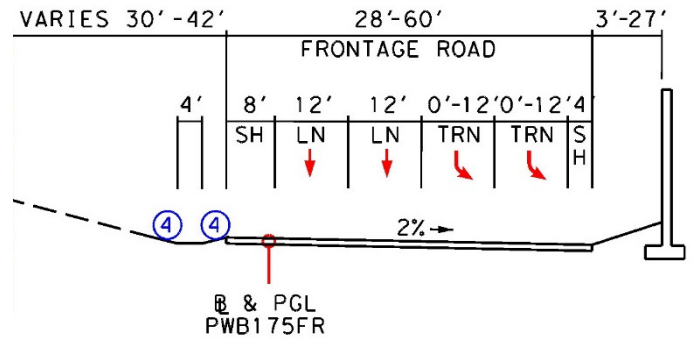 VARIES 30'-42' 28'-60' 3'-27'
FRONTAGE ROAD
4' 8' 12' 12' 0'-12' 0'-12' 4
SH LN LN TRN TRN S
H
4 4 2%
& PGL
PWB175FR